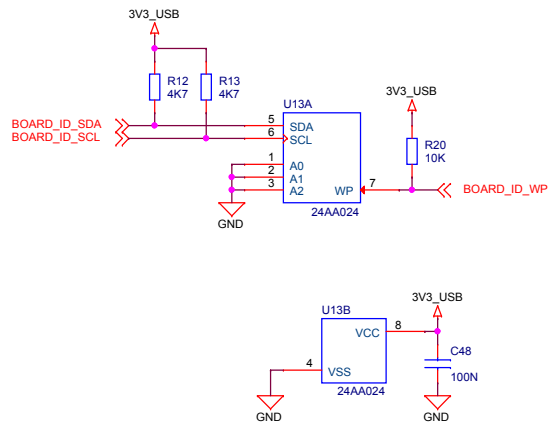 3V3_USB
R12
4K7
R13
4K7
BOARD_ID_SDA
BOARD_ID_SCL
5
6
1
2
3
U13A
SDA
SCL
A0
A1
A2
WP
24AA024
7
3V3_USB
R20
10K
BOARD_ID_WP
GND
U13B
VCC
VSS
24AA024
8
4
3V3_USB
C48
100N
GND
GND